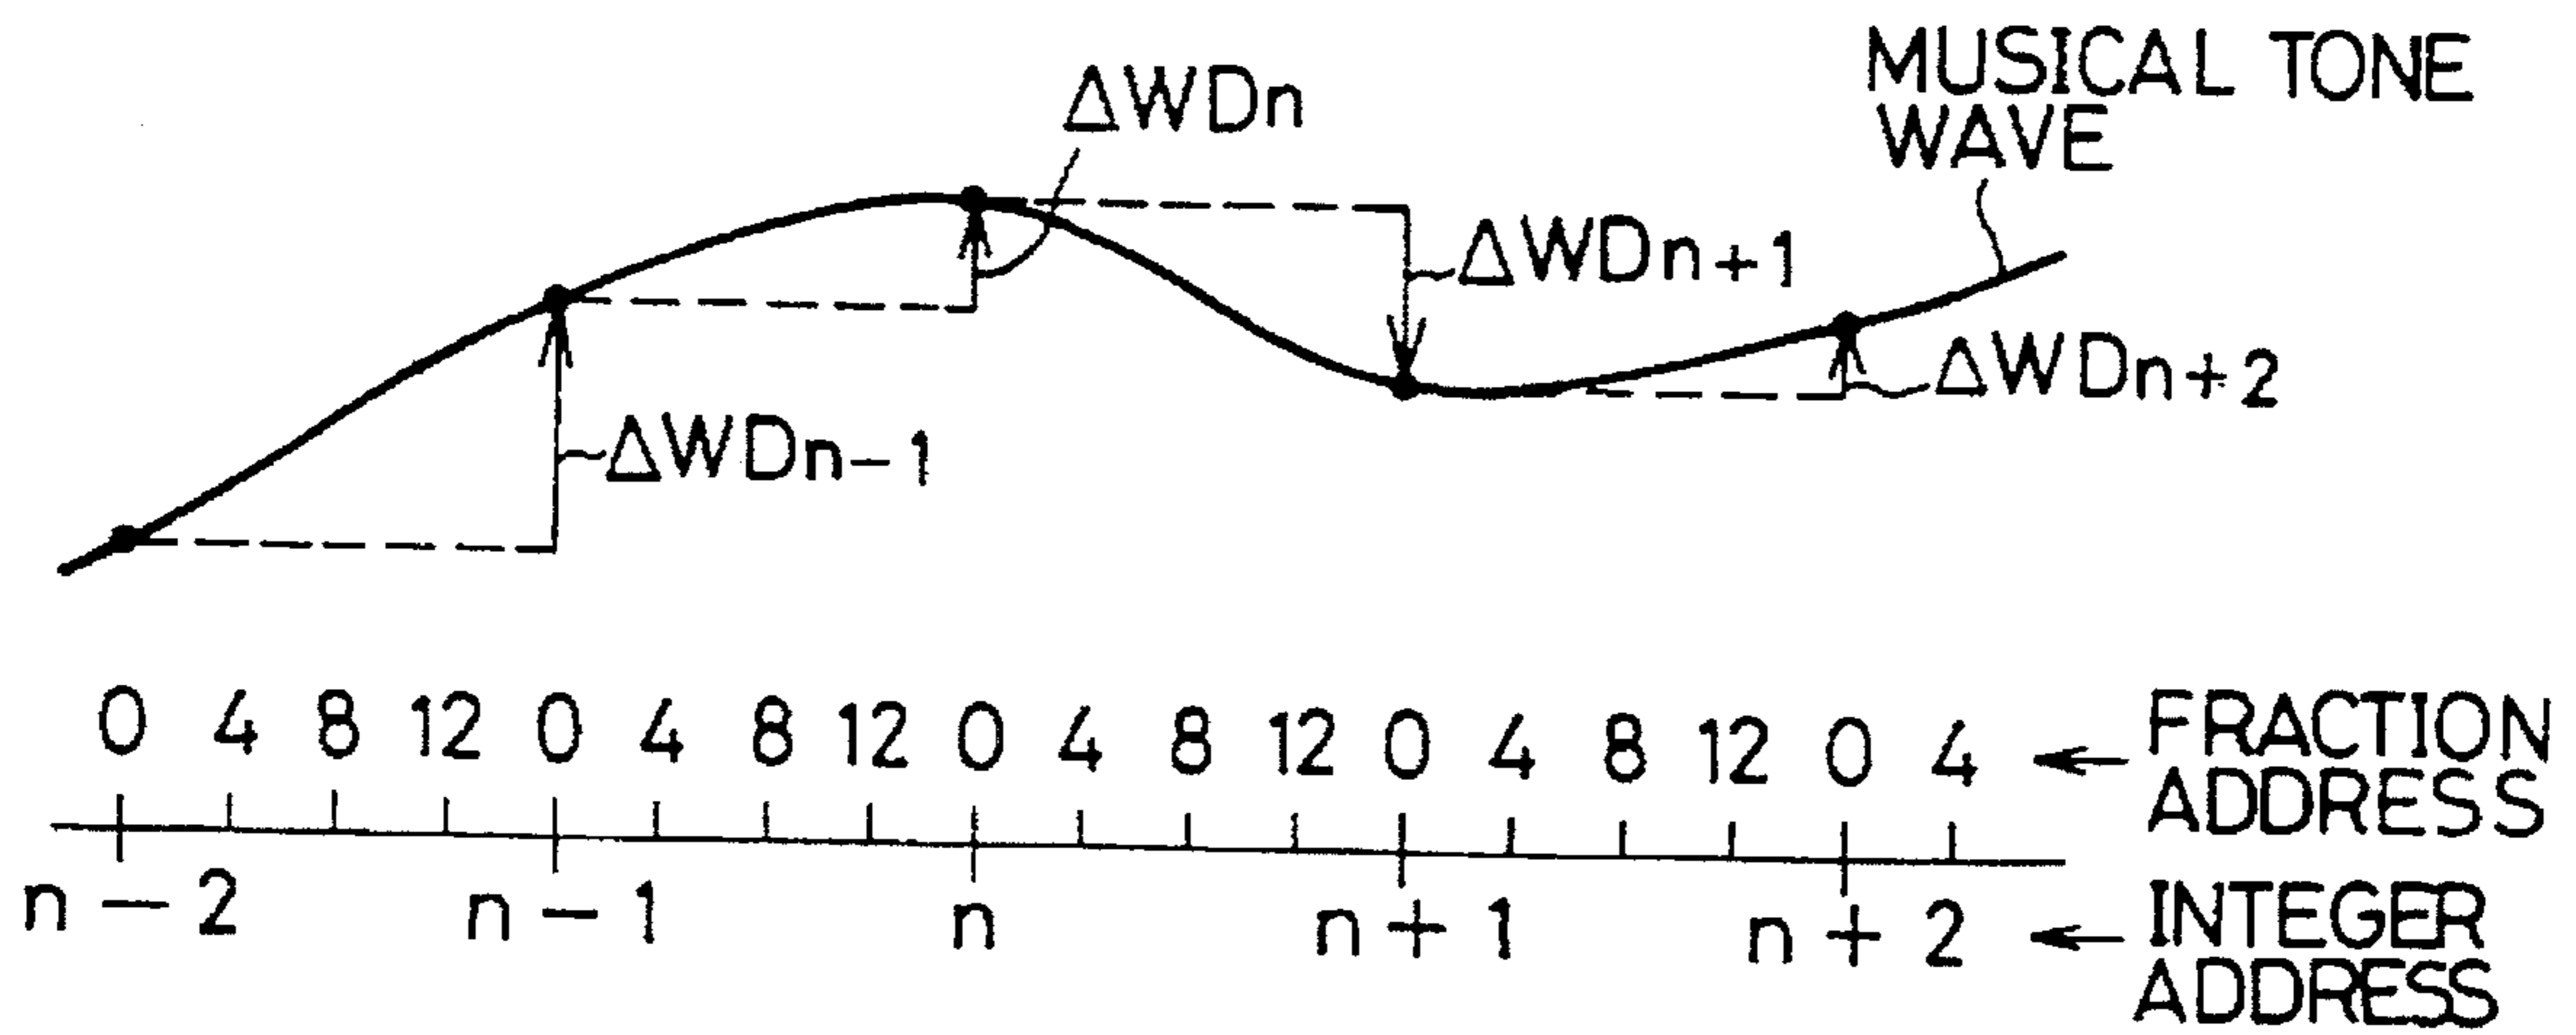 MUSICAL TONE
WAVE
ΔWDn
ΔWDn+1
ΔWDn+2
ΔWDn-1
0 4 8 12 0 4 8 12 0 4 8 12 0 4 8 12 0 4 ← FRACTION
ADDRESS
n-2 n-1 n n+1 n+2 ← INTEGER
ADDRESS